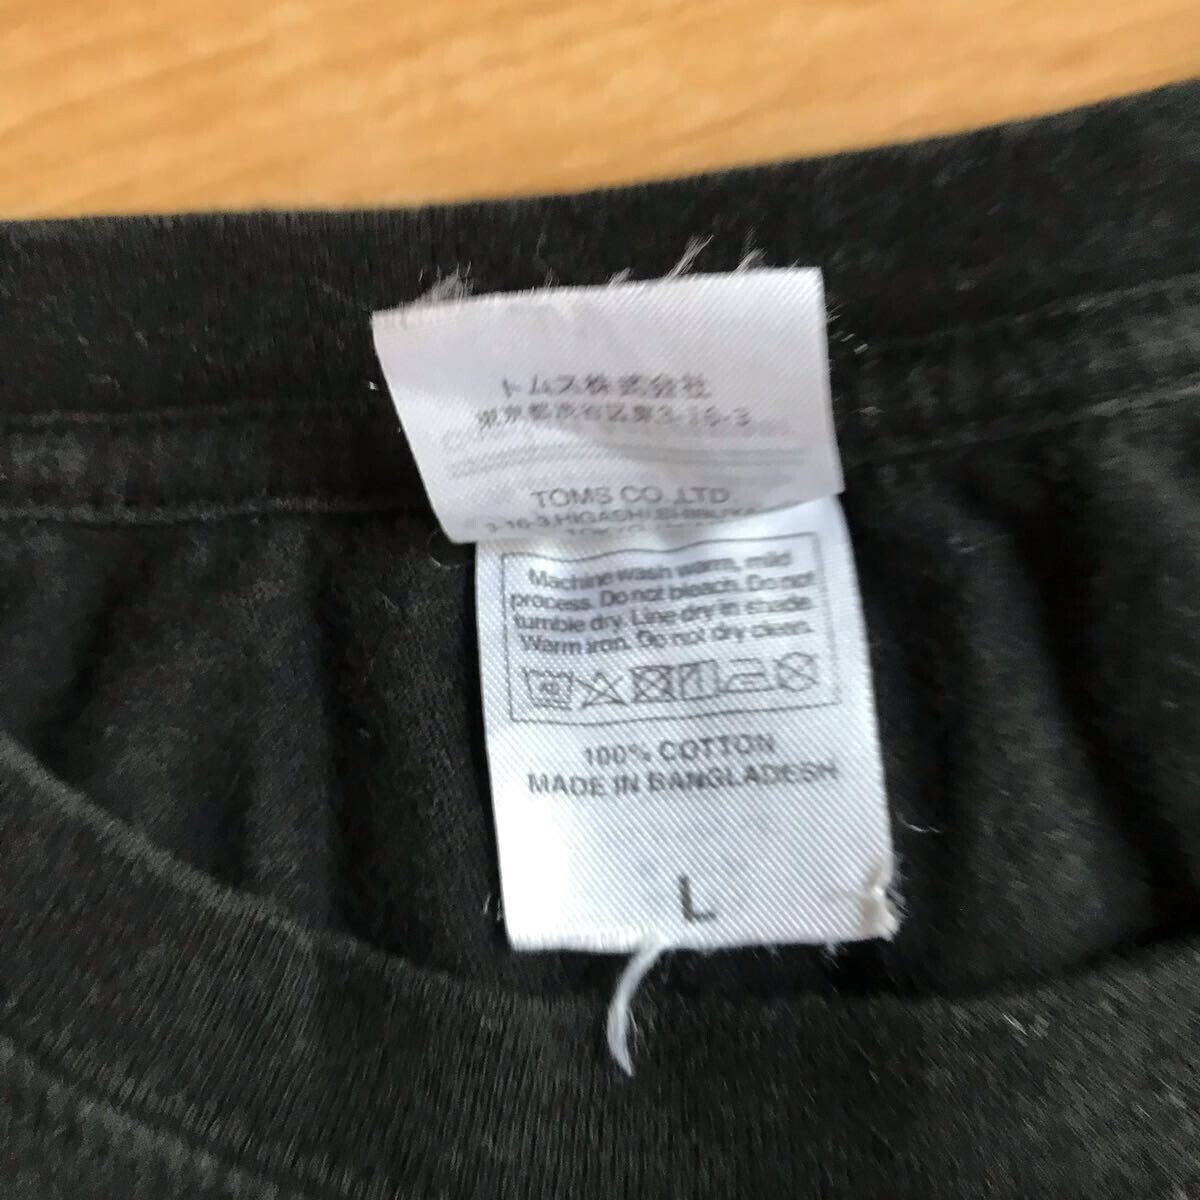 トムス株式会社
東京都渋谷区東3-16-3
TOMS CO.,LTD.
3-16-3,HIGASHI,SHIBUYA
Machine wash warm, mild
process. Do not bleach. Do not
tumble dry. Line dry in shade.
Warm iron. Do not dry clean.
40
100% COTTON
MADE IN BANGLADESH
L